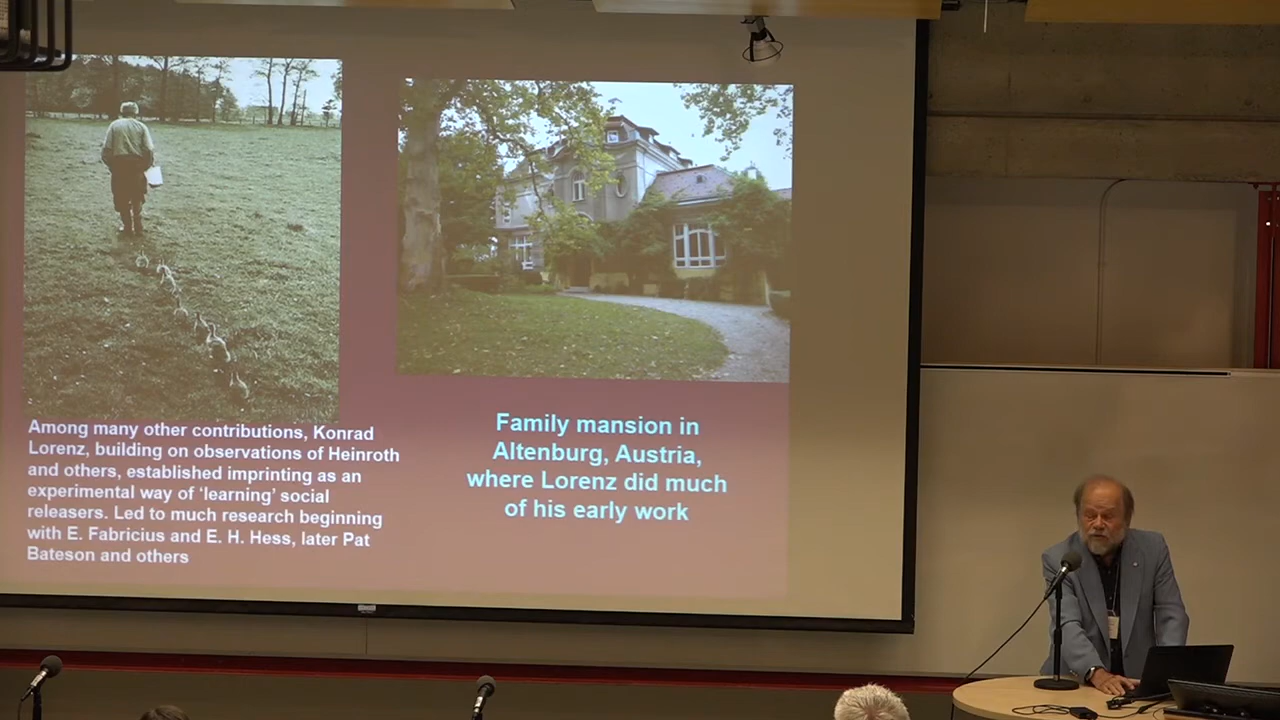 Among many other contributions, Konrad
Lorenz, building on observations of Heinroth
and others, established imprinting as an
experimental way of ‘learning’ social
releasers. Led to much research beginning
with E. Fabricius and E. H. Hess, later Pat
Bateson and others
Family mansion in
Altenburg, Austria,
where Lorenz did much
of his early work